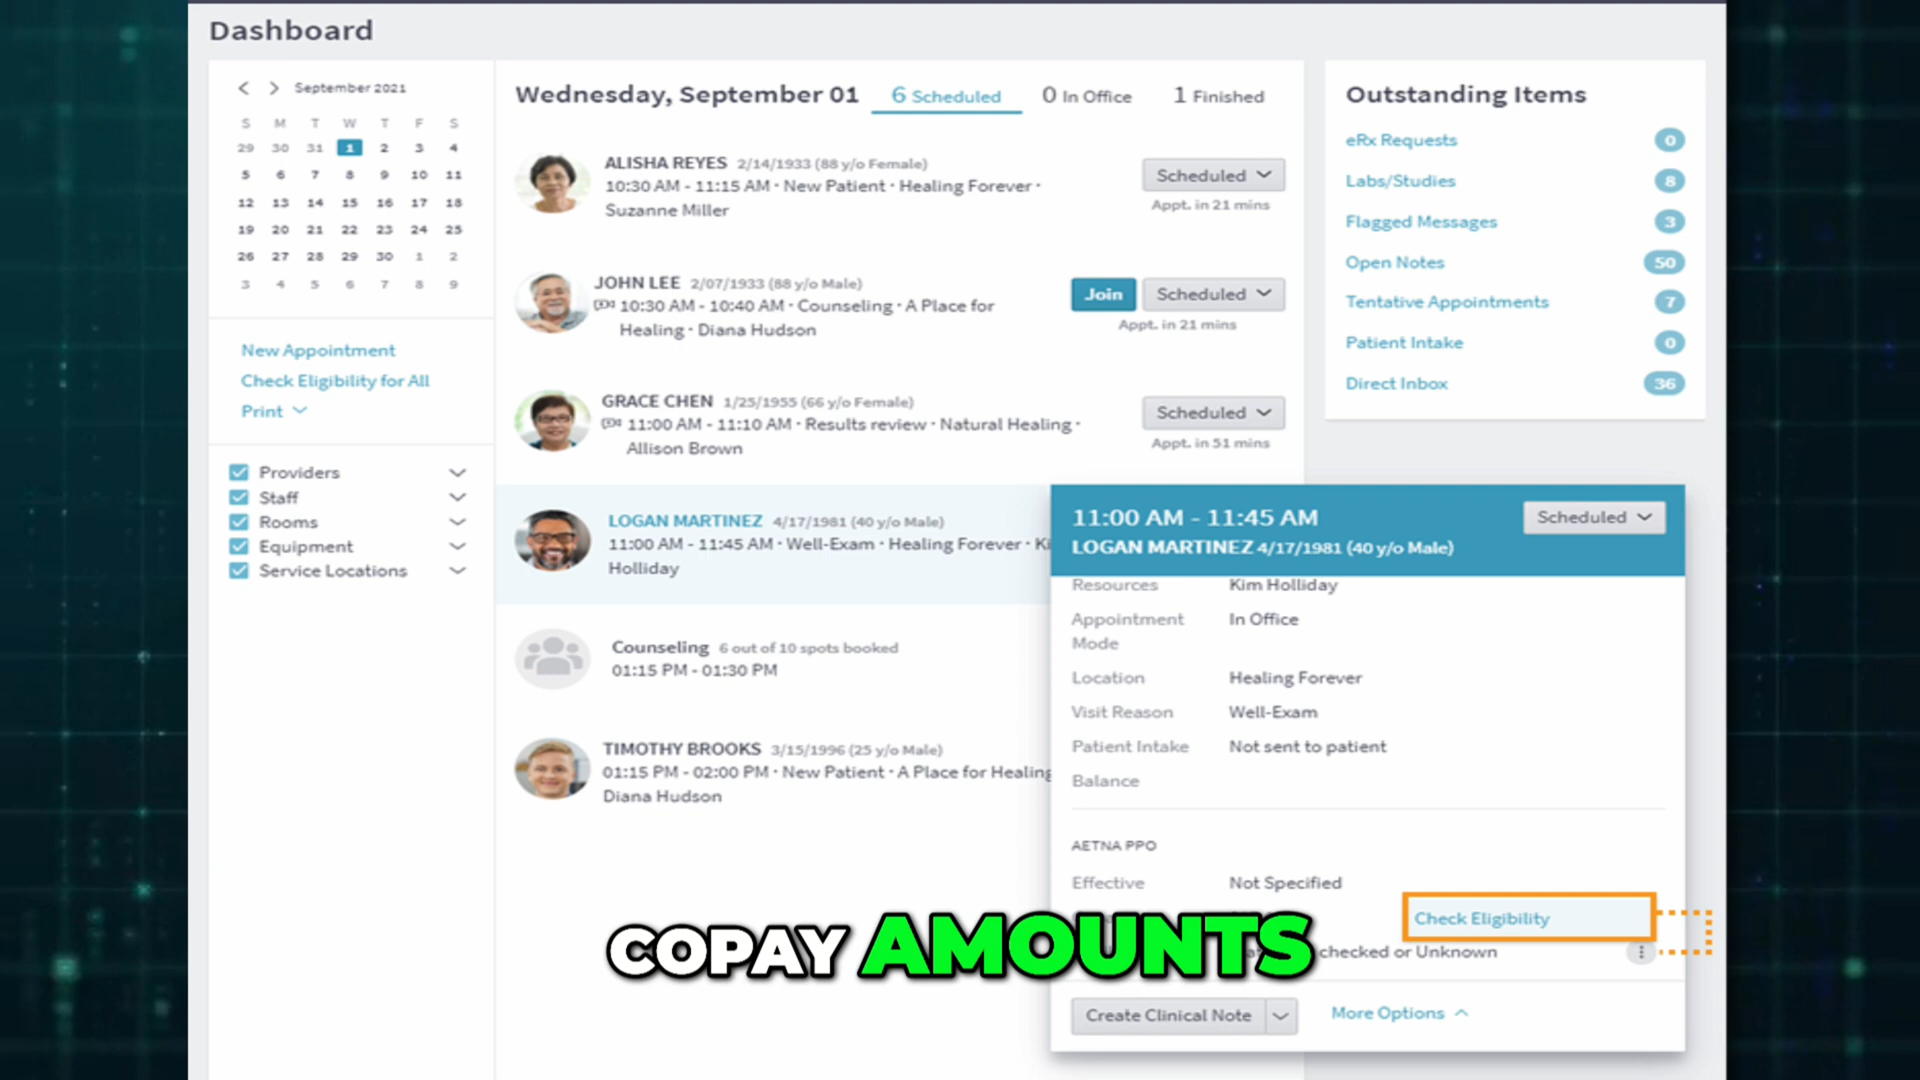 Dashboard
September 2021
S M T W T F S
29 30 31 1 2 3 4
5 6 7 8 9 10 11
12 13 14 15 16 17 18
19 20 21 22 23 24 25
26 27 28 29 30 1 2
3 4 5 6 7 8 9
New Appointment
Check Eligibility for All
Print
Providers
Staff
Rooms
Equipment
Service Locations
Wednesday, September 01
6 Scheduled
0 In Office
1 Finished
ALISHA REYES 2/14/1933 (88 y/o Female)
10:30 AM - 11:15 AM · New Patient · Healing Forever ·
Suzanne Miller
Scheduled
Appt. in 21 mins
JOHN LEE 2/07/1933 (88 y/o Male)
10:30 AM - 10:40 AM · Counseling · A Place for
Healing · Diana Hudson
Join
Scheduled
Appt. in 21 mins
GRACE CHEN 1/25/1955 (66 y/o Female)
11:00 AM - 11:10 AM · Results review · Natural Healing ·
Allison Brown
Scheduled
Appt. in 51 mins
LOGAN MARTINEZ 4/17/1981 (40 y/o Male)
11:00 AM - 11:45 AM · Well-Exam · Healing Forever · Ki
Holliday
Counseling 6 out of 10 spots booked
01:15 PM - 01:30 PM
TIMOTHY BROOKS 3/15/1996 (25 y/o Male)
01:15 PM - 02:00 PM · New Patient · A Place for Healing
Diana Hudson
Outstanding Items
eRx Requests 0
Labs/Studies 8
Flagged Messages 3
Open Notes 50
Tentative Appointments 7
Patient Intake 0
Direct Inbox 36
11:00 AM - 11:45 AM
Scheduled
LOGAN MARTINEZ 4/17/1981 (40 y/o Male)
Resources Kim Holliday
Appointment In Office
Mode
Location Healing Forever
Visit Reason Well-Exam
Patient Intake Not sent to patient
Balance
AETNA PPO
Effective Not Specified
Check Eligibility
checked or Unknown
Create Clinical Note
More Options
COPAY AMOUNTS